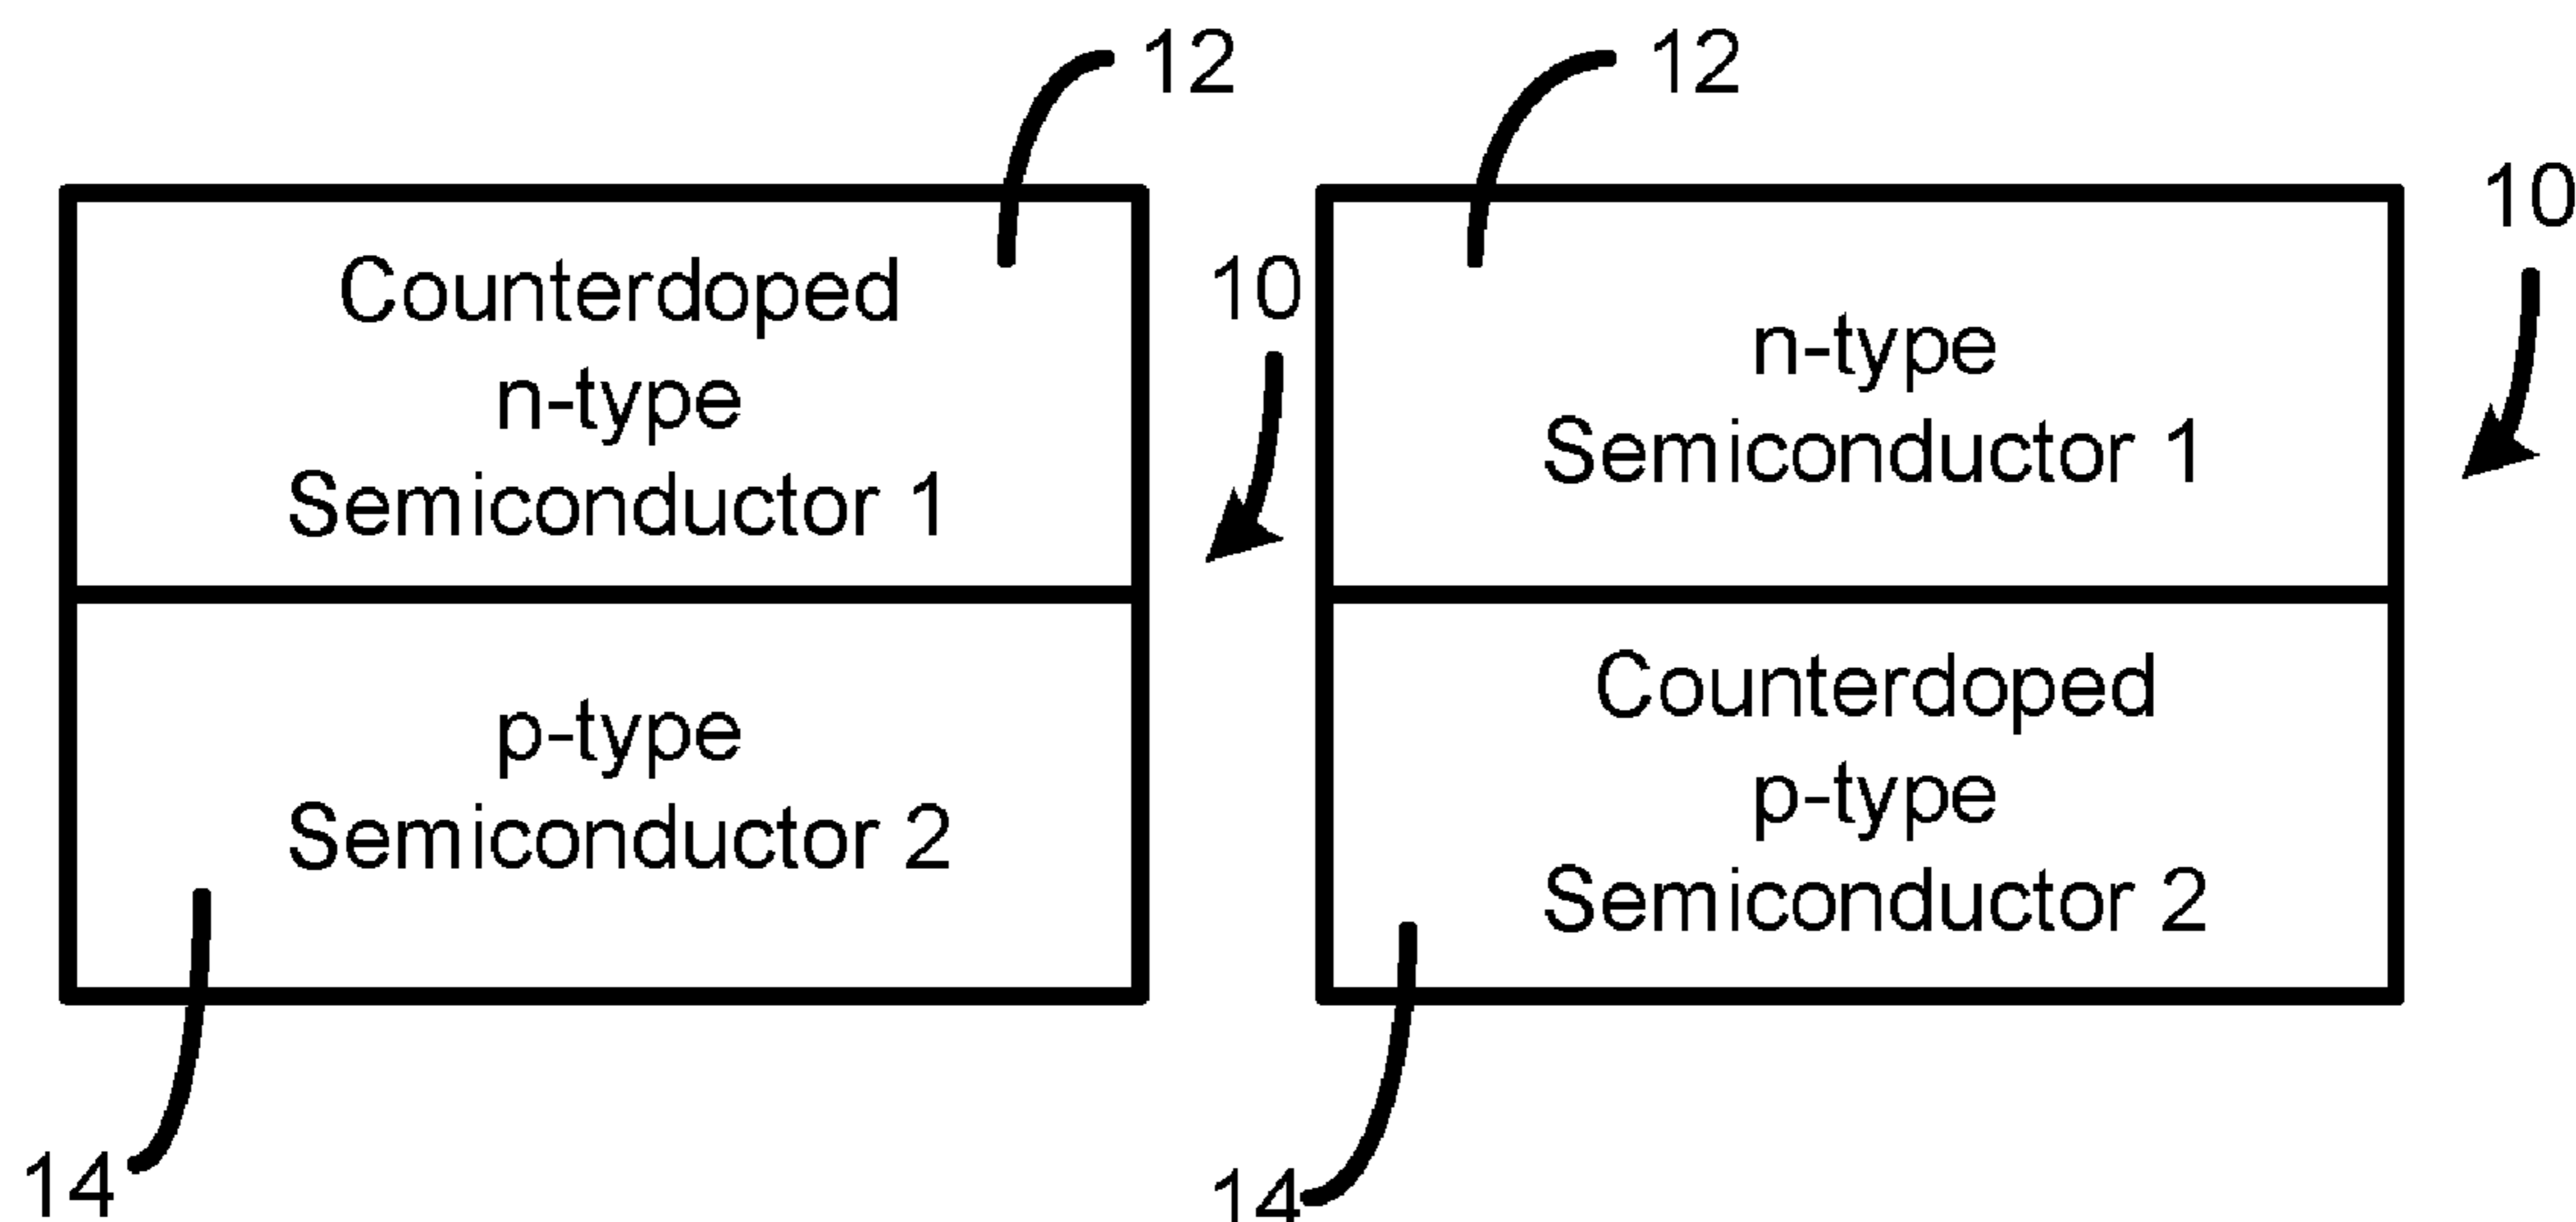 12
Counterdoped
n-type
Semiconductor 1
p-type
Semiconductor 2
14
10
12
n-type
Semiconductor 1
Counterdoped
p-type
Semiconductor 2
14
10